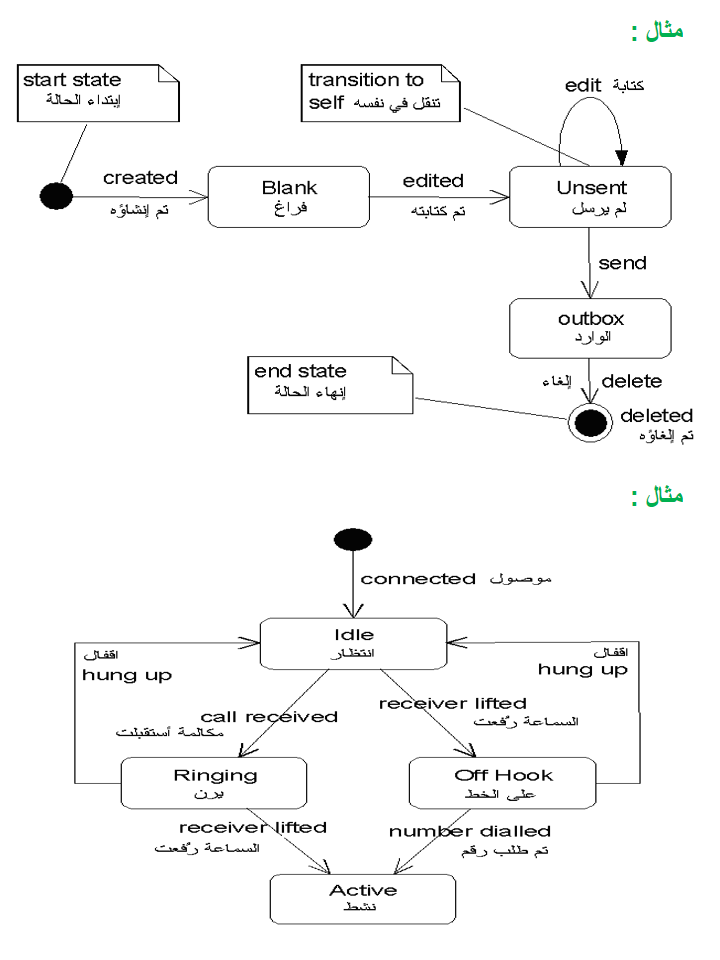 مثال :
start state
إبتداء الحالة
transition to
self تنقل في نفسه
edit كتابة
created
تم إنشاؤه
Blank
فراغ
edited
تم كتابته
Unsent
لم يرسل
send
outbox
الوارد
end state
إنهاء الحالة
إلغاء delete
deleted
تم إلغاؤه
مثال :
connected موصول
Idle
انتظار
اقفال
hung up
اقفال
hung up
call received
مكالمة أستقبلت
receiver lifted
السماعة رُفعت
Ringing
يرن
Off Hook
على الخط
receiver lifted
السماعة رُفعت
number dialled
تم طلب رقم
Active
نشط